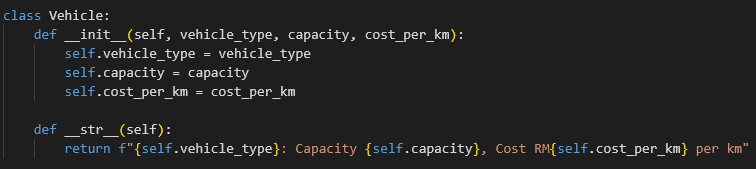 class Vehicle:
    def __init__(self, vehicle_type, capacity, cost_per_km):
        self.vehicle_type = vehicle_type
        self.capacity = capacity
        self.cost_per_km = cost_per_km

    def __str__(self):
        return f"{self.vehicle_type}: Capacity {self.capacity}, Cost RM{self.cost_per_km} per km"